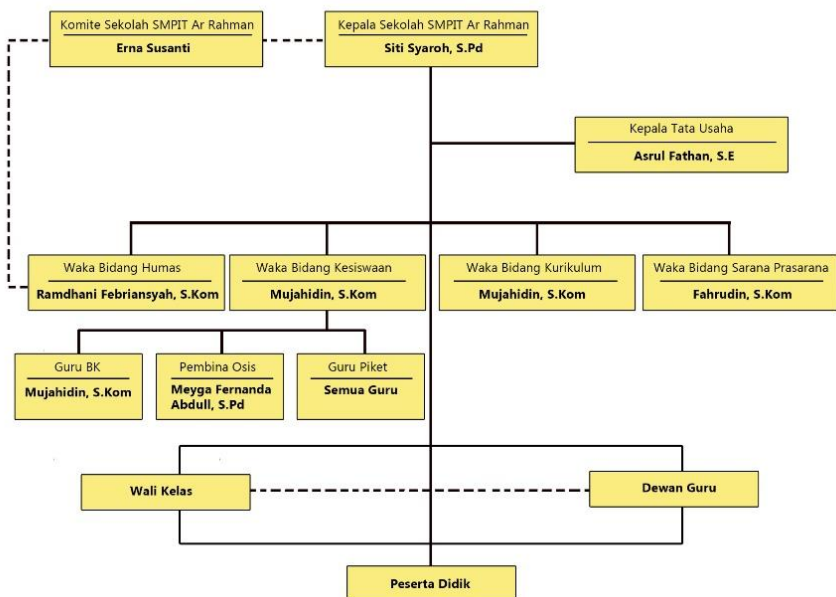 Komite Sekolah SMPIT Ar Rahman
Erna Susanti
Kepala Sekolah SMPIT Ar Rahman
Siti Syaroh, S.Pd
Kepala Tata Usaha
Asrul Fathan, S.E
Waka Bidang Humas
Ramdhani Febriansyah, S.Kom
Waka Bidang Kesiswaan
Mujahidin, S.Kom
Waka Bidang Kurikulum
Mujahidin, S.Kom
Waka Bidang Sarana Prasarana
Fahrudin, S.Kom
Guru BK
Mujahidin, S.Kom
Pembina Osis
Meyga Fernanda
Abdull, S.Pd
Guru Piket
Semua Guru
Wali Kelas
Dewan Guru
Peserta Didik